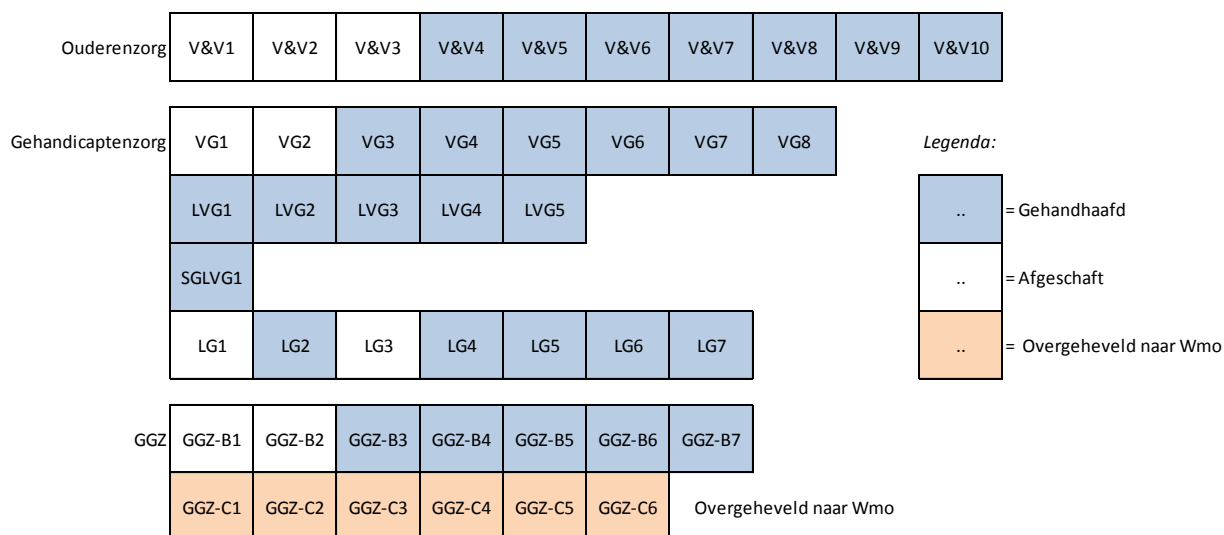 Ouderenzorg V&V1 V&V2 V&V3 V&V4 V&V5 V&V6 V&V7 V&V8 V&V9 V&V10
Gehandicaptenzorg VG1 VG2 VG3 VG4 VG5 VG6 VG7 VG8 Legenda:
LVG1 LVG2 LVG3 LVG4 LVG5 .. = Gehandhaafd
SGLVG1 .. = Afgeschaft
LG1 LG2 LG3 LG4 LG5 LG6 LG7 .. = Overgeheveld naar Wmo
GGZ GGZ-B1 GGZ-B2 GGZ-B3 GGZ-B4 GGZ-B5 GGZ-B6 GGZ-B7
GGZ-C1 GGZ-C2 GGZ-C3 GGZ-C4 GGZ-C5 GGZ-C6 Overgeheveld naar Wmo